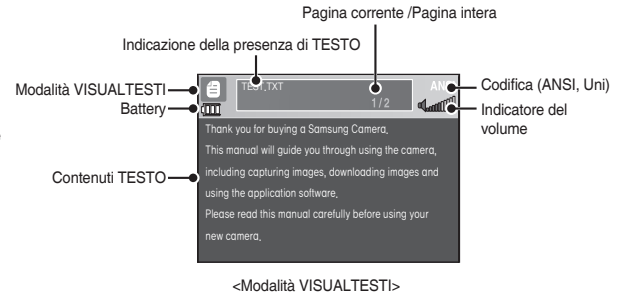 Pagina corrente /Pagina intera
Indicazione della presenza di TESTO
Modalità VISUALTESTI
TEST.TXT
Codifica (ANSI, Uni)
Battery
1/2
Indicatore del
volume
Thank you for buying a Samsung Camera.
This manual will guide you through using the camera,
including capturing images, downloading images and
Contenuti TESTO
using the application software.
Please read this manual carefully before using your
new camera.
<Modalità VISUALTESTI>